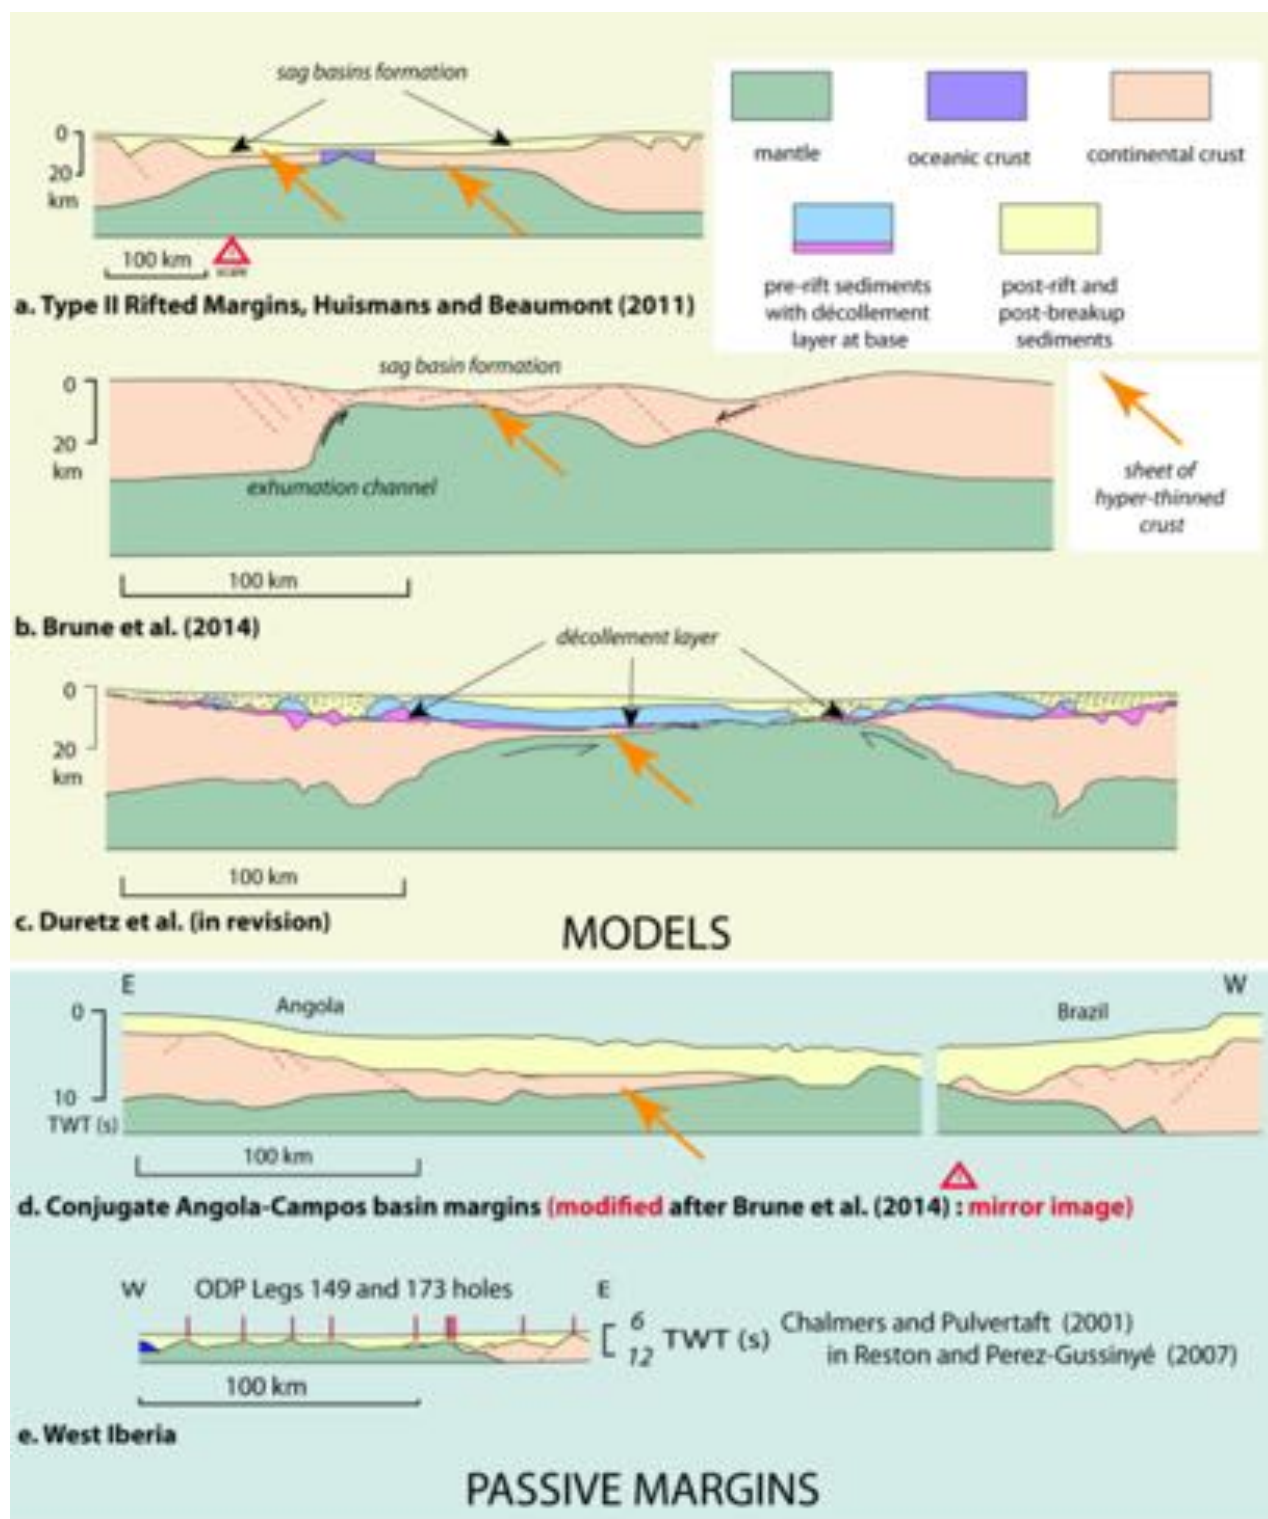 sag basins formation
0
20
km
100 km
scale
a. Type II Rifted Margins, Huismans and Beaumont (2011)
mantle
oceanic crust
continental crust
pre-rift sediments
with décollement
layer at base
post-rift and
post-breakup
sediments
sheet of
hyper-thinned
crust
sag basin formation
0
20
km
exhumation channel
100 km
b. Brune et al. (2014)
décollement layer
0
20
km
100 km
c. Duretz et al. (in revision)
MODELS
E
W
Angola
Brazil
0
10
TWT (s)
100 km
d. Conjugate Angola-Campos basin margins (modified after Brune et al. (2014) : mirror image)
W
ODP Legs 149 and 173 holes
E
6
12
TWT (s)
Chalmers and Pulvertaft (2001)
in Reston and Perez-Gussinyé (2007)
100 km
e. West Iberia
PASSIVE MARGINS